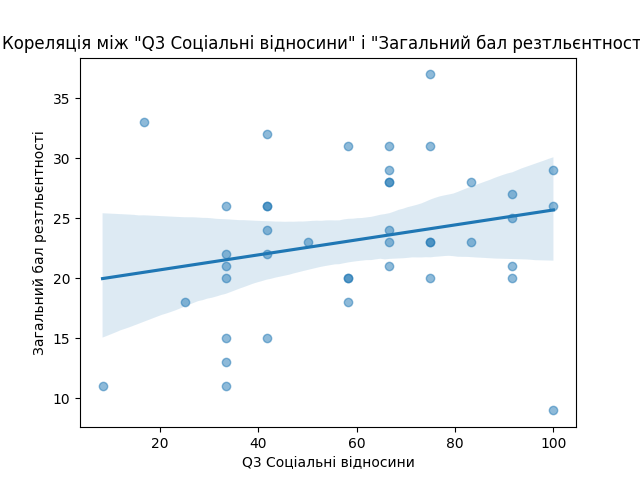 Кореляція між "Q3 Соціальні відносини" і "Загальний бал резтльєнтност
Загальний бал резтльєнтності
35
30
25
20
15
10
20 40 60 80 100
Q3 Соціальні відносини